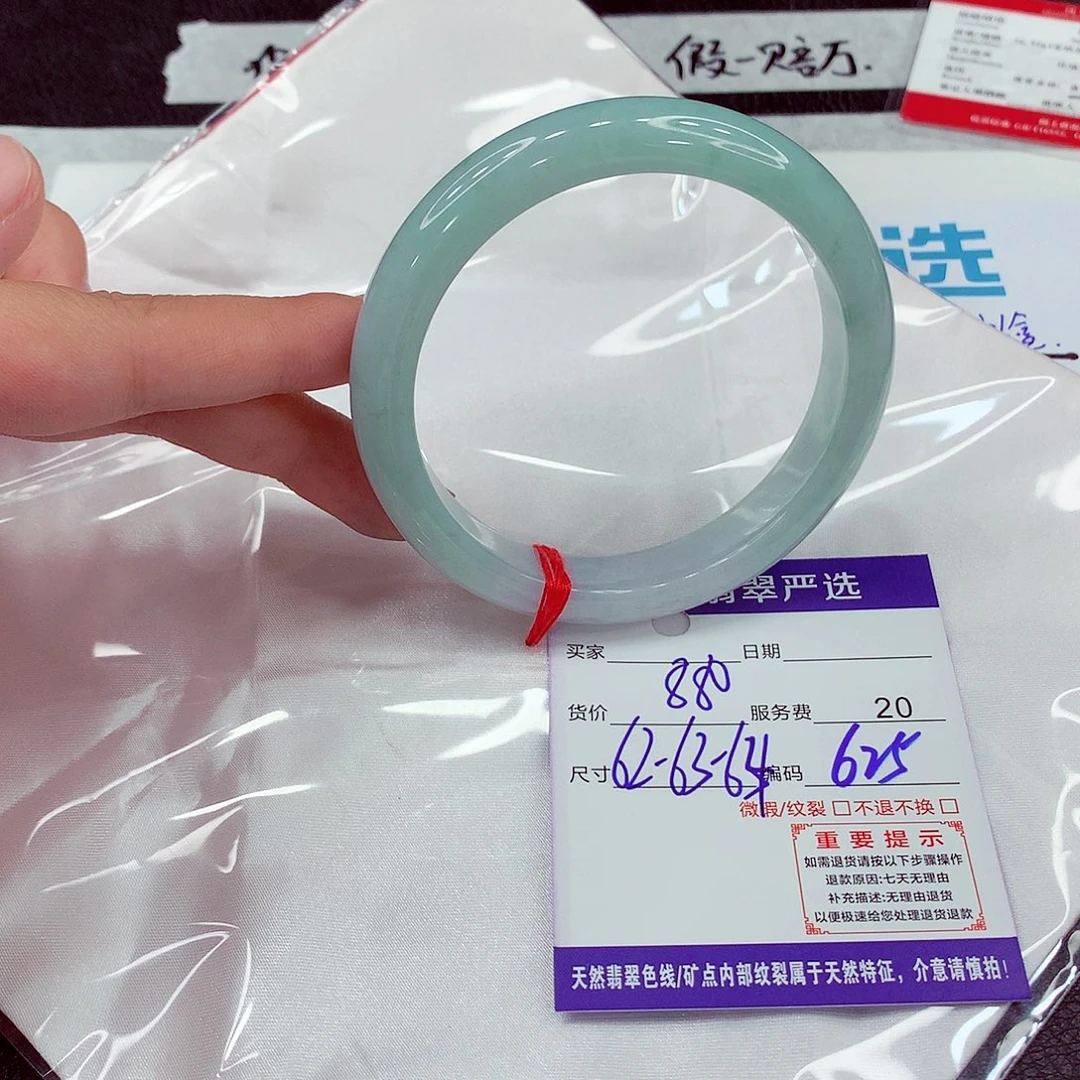 假一赔万.
选
翡翠严选
买家 日期
货价 880 服务费 20
尺寸 62-63-64 编码 625
微瑕/纹裂 □ 不退不换 □
重要提示
如需退货请按以下步骤操作
退款原因:七天无理由
补充描述:无理由退货
以便极速给您处理退货退款
天然翡翠色线/矿点内部纹裂属于天然特征，介意请慎拍！